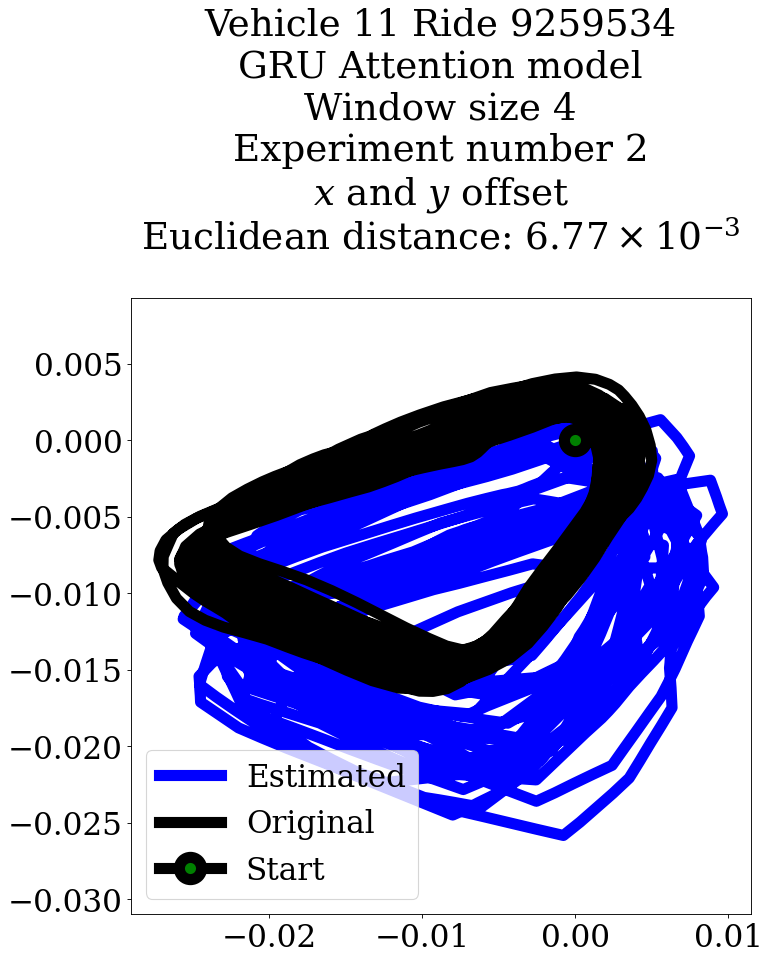 Vehicle 11 Ride 9259534
GRU Attention model
Window size 4
Experiment number 2
x and y offset
Euclidean distance: 6.77 × 10⁻³
0.005
0.000
−0.005
−0.010
−0.015
−0.020
−0.025
−0.030
Estimated
Original
Start
−0.02 −0.01 0.00 0.01